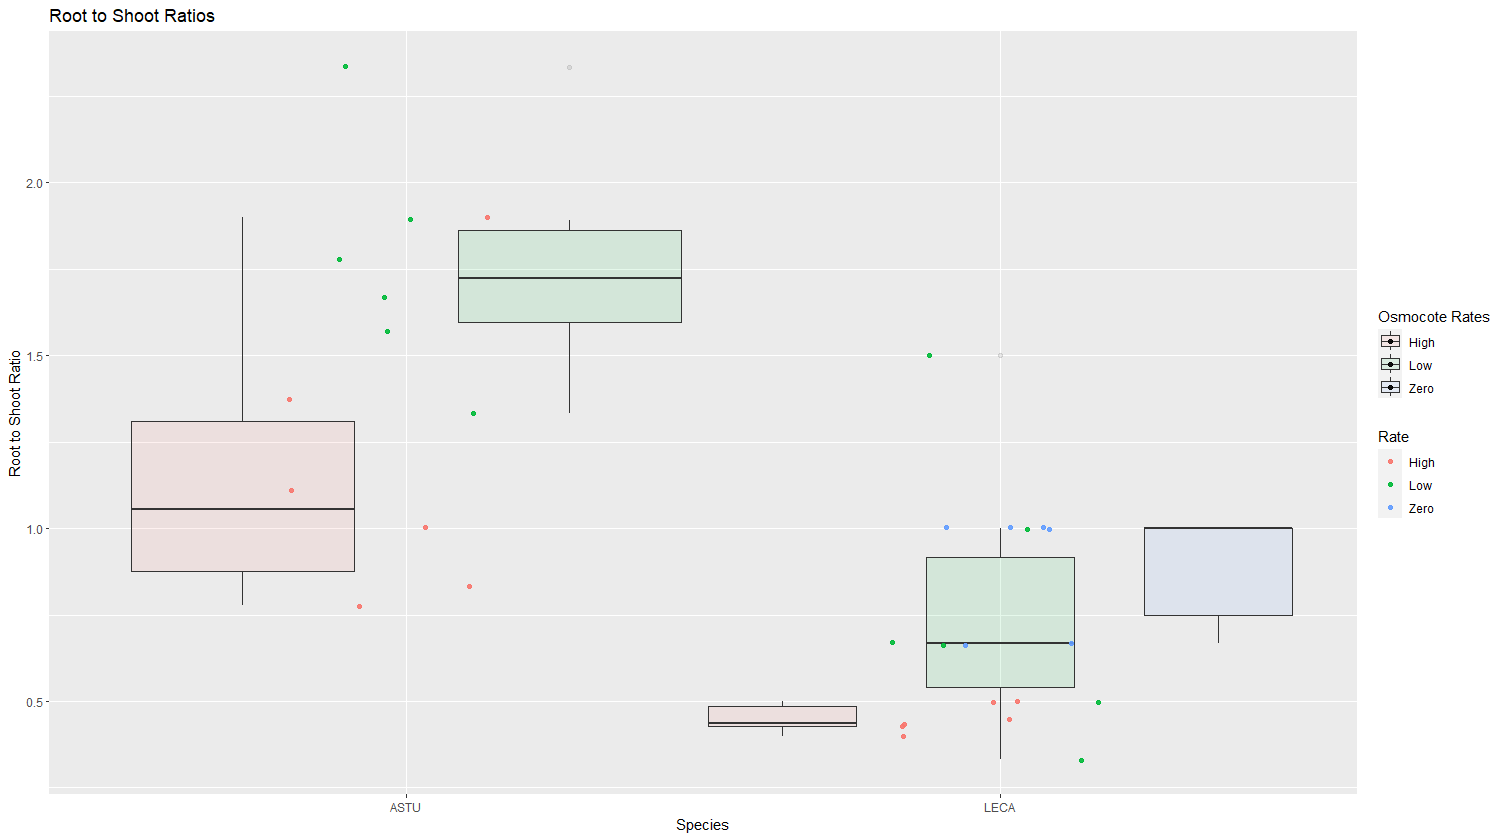 Root to Shoot Ratios
Root to Shoot Ratio
2.0
1.5
1.0
0.5
ASTU
LECA
Species
Osmocote Rates
High
Low
Zero
Rate
High
Low
Zero